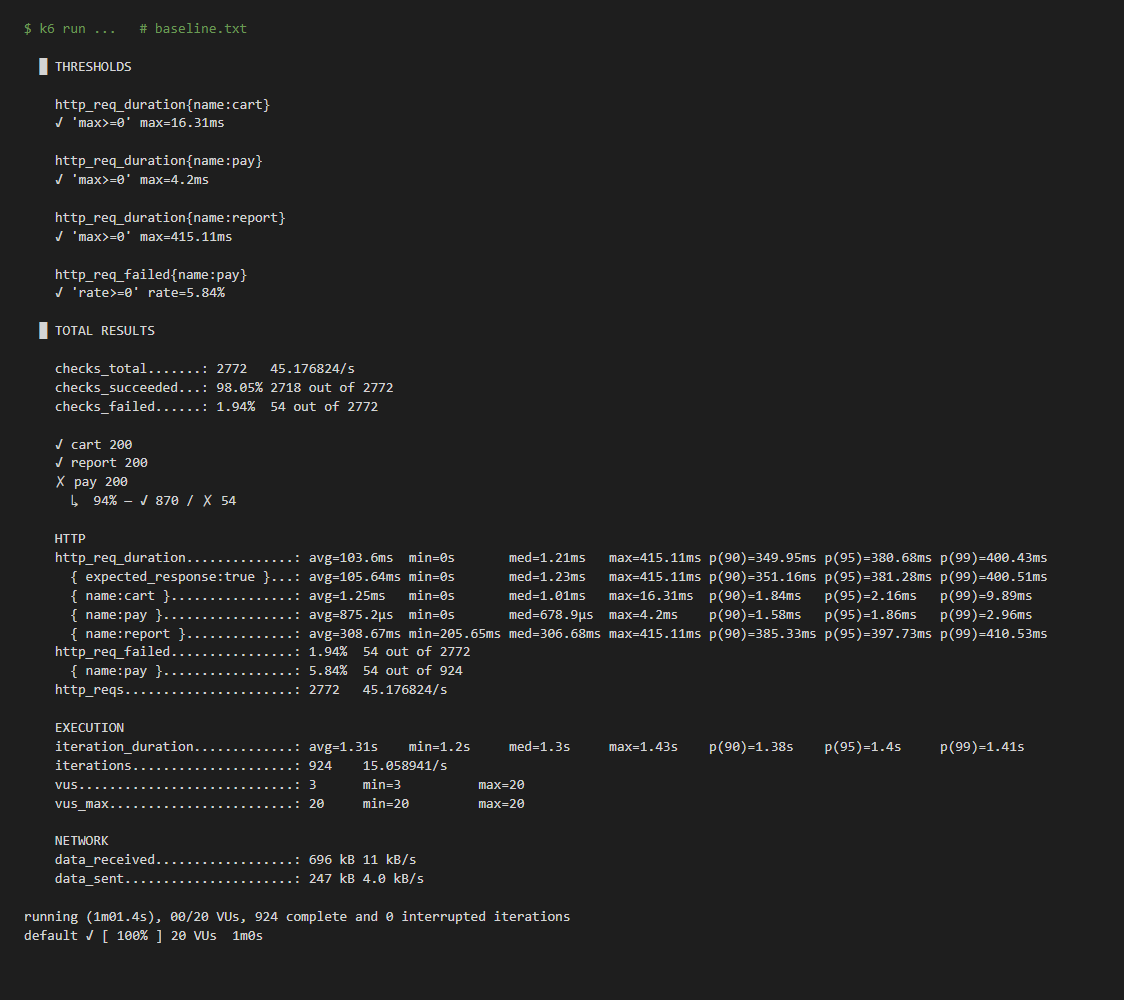 $ k6 run ...   # baseline.txt
█ THRESHOLDS
http_req_duration{name:cart}
✓ 'max>=0' max=16.31ms
http_req_duration{name:pay}
✓ 'max>=0' max=4.2ms
http_req_duration{name:report}
✓ 'max>=0' max=415.11ms
http_req_failed{name:pay}
✓ 'rate>=0' rate=5.84%
█ TOTAL RESULTS
checks_total.......: 2772   45.176824/s
checks_succeeded...: 98.05% 2718 out of 2772
checks_failed......: 1.94%  54 out of 2772
✓ cart 200
✓ report 200
✗ pay 200
↳  94% — ✓ 870 / ✗ 54
HTTP
http_req_duration..............: avg=103.6ms  min=0s       med=1.21ms   max=415.11ms p(90)=349.95ms p(95)=380.68ms p(99)=400.43ms
{ expected_response:true }...: avg=105.64ms min=0s       med=1.23ms   max=415.11ms p(90)=351.16ms p(95)=381.28ms p(99)=400.51ms
{ name:cart }................: avg=1.25ms   min=0s       med=1.01ms   max=16.31ms  p(90)=1.84ms   p(95)=2.16ms   p(99)=9.89ms
{ name:pay }.................: avg=875.2µs  min=0s       med=678.9µs  max=4.2ms    p(90)=1.58ms   p(95)=1.86ms   p(99)=2.96ms
{ name:report }..............: avg=308.67ms min=205.65ms med=306.68ms max=415.11ms p(90)=385.33ms p(95)=397.73ms p(99)=410.53ms
http_req_failed................: 1.94%  54 out of 2772
{ name:pay }.................: 5.84%  54 out of 924
http_reqs......................: 2772   45.176824/s
EXECUTION
iteration_duration.............: avg=1.31s    min=1.2s     med=1.3s     max=1.43s    p(90)=1.38s    p(95)=1.4s     p(99)=1.41s
iterations.....................: 924    15.058941/s
vus............................: 3      min=3          max=20
vus_max........................: 20     min=20         max=20
NETWORK
data_received..................: 696 kB 11 kB/s
data_sent......................: 247 kB 4.0 kB/s
running (1m01.4s), 00/20 VUs, 924 complete and 0 interrupted iterations
default ✓ [ 100% ] 20 VUs  1m0s